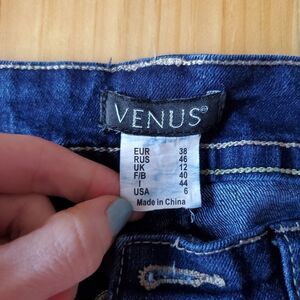 VENUS®
EUR 38
RUS 46
UK 12
F/B 40
I 44
USA 6
Made in China